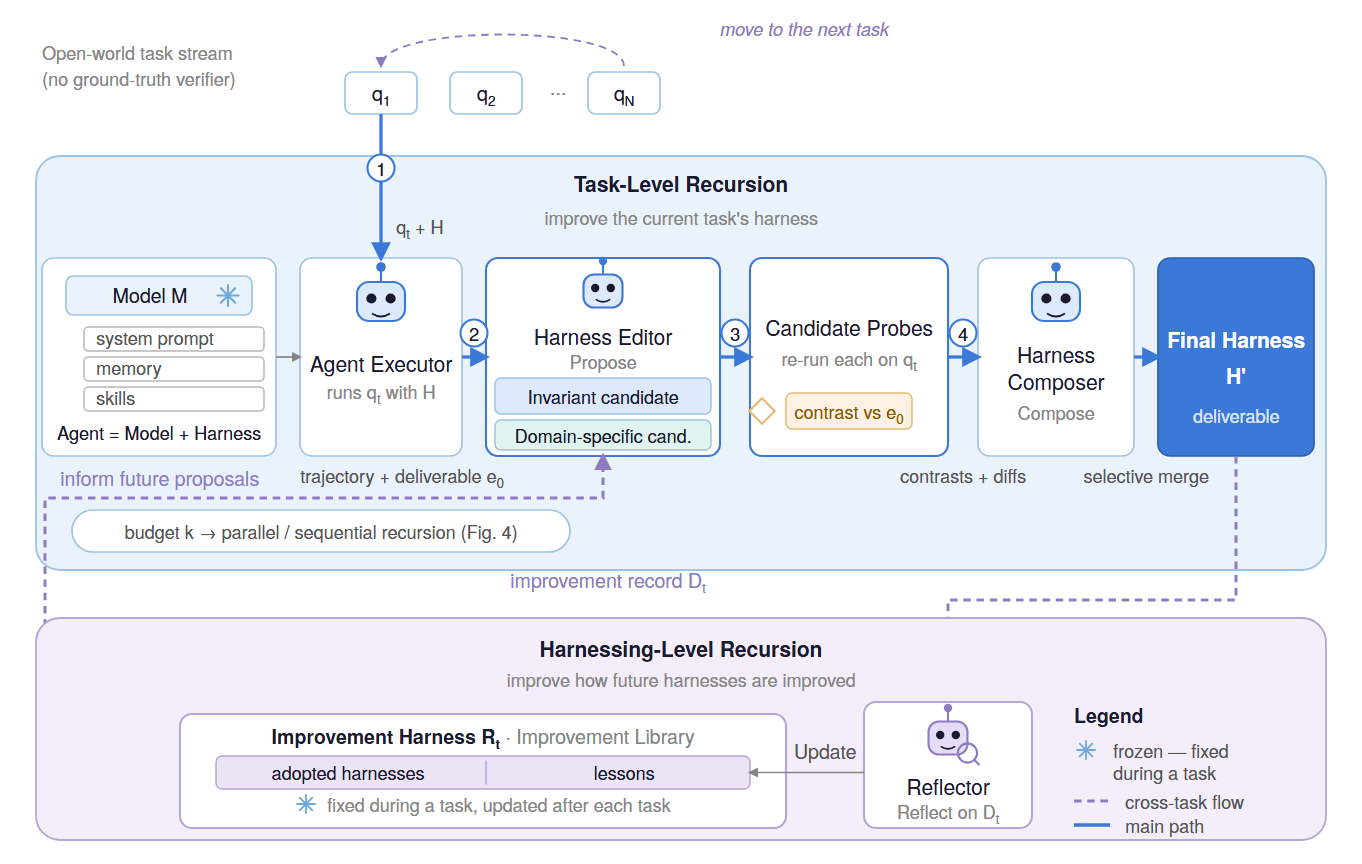 move to the next task
Open-world task stream
(no ground-truth verifier)
q1
q2
...
qN
1
Task-Level Recursion
improve the current task's harness
qt + H
Model M
system prompt
memory
skills
Agent = Model + Harness
Agent Executor
runs qt with H
2
Harness Editor
Propose
Invariant candidate
Domain-specific cand.
3
Candidate Probes
re-run each on qt
contrast vs e0
4
Harness
Composer
Compose
Final Harness
H'
deliverable
inform future proposals
trajectory + deliverable e0
contrasts + diffs
selective merge
budget k → parallel / sequential recursion (Fig. 4)
improvement record Dt
Harnessing-Level Recursion
improve how future harnesses are improved
Improvement Harness Rt · Improvement Library
adopted harnesses
lessons
fixed during a task, updated after each task
Update
Reflector
Reflect on Dt
Legend
frozen — fixed
during a task
cross-task flow
main path